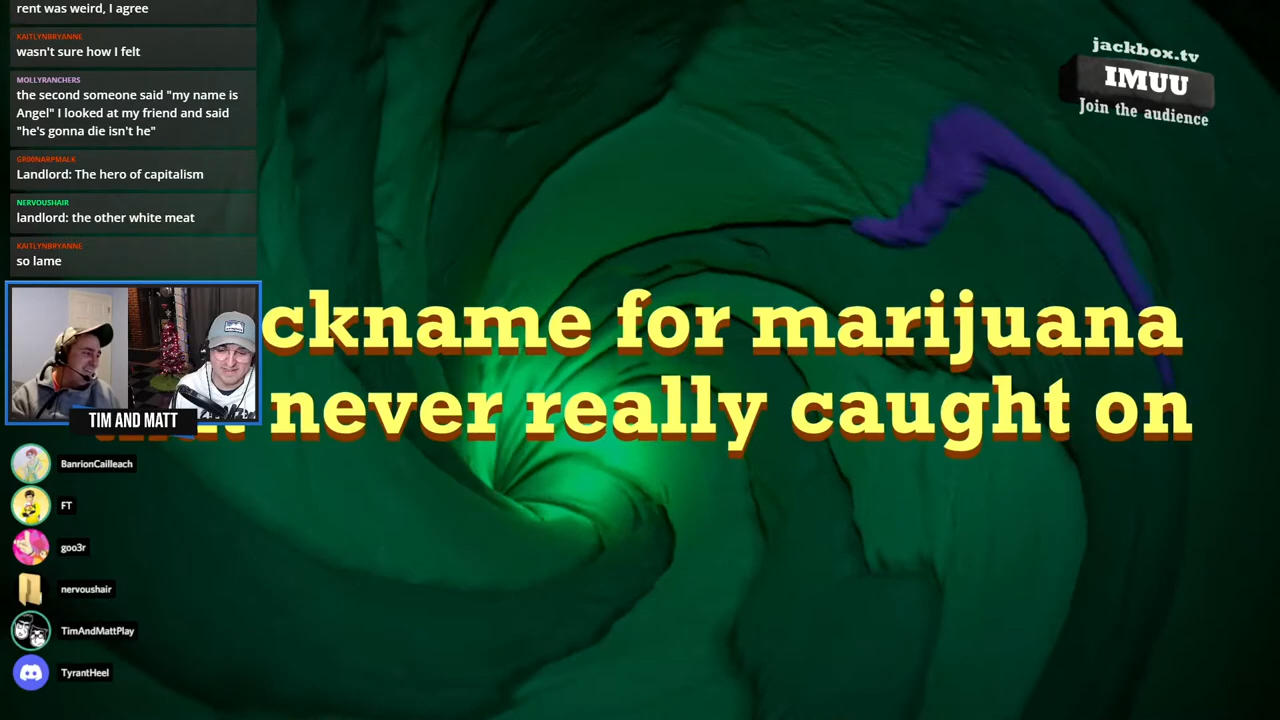 rent was weird, I agree
KAITLYNBRYANNE
wasn't sure how I felt
MOLLYRANCHERS
the second someone said "my name is
Angel" I looked at my friend and said
"he's gonna die isn't he"
GR00NARPMALK
Landlord: The hero of capitalism
NERVOUSHAIR
landlord: the other white meat
KAITLYNBRYANNE
so lame
jackbox.tv
IMUU
Join the audience
ckname for marijuana
never really caught on
TIM AND MATT
BanrionCailleach
FT
goo3r
nervoushair
TimAndMattPlay
TyrantHeel